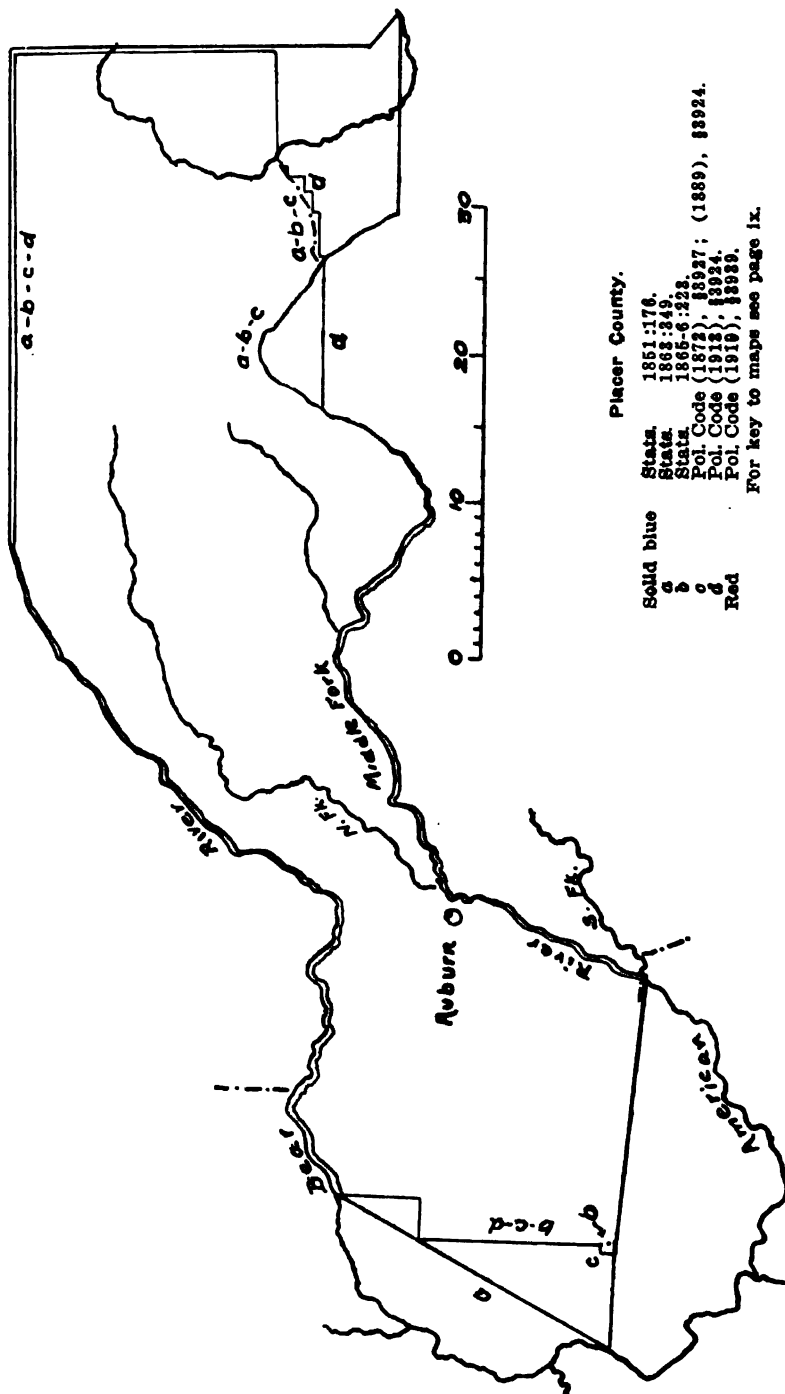 a-b-c-d
a-b-c
d
a-b-c
d
River
Bear
N. Fk.
Middle Fork
Auburn
River
S. Fk.
American
a
b-c-d
b
c
0 10 20 30
Placer County.
Solid blue Stats. 1851:176.
a Stats. 1863:349.
b Stats. 1865-6:223.
c Pol. Code (1872), §3927; (1889), §3924.
d Pol. Code (1913), §3924.
Red Pol. Code (1919), §3939.
For key to maps see page ix.